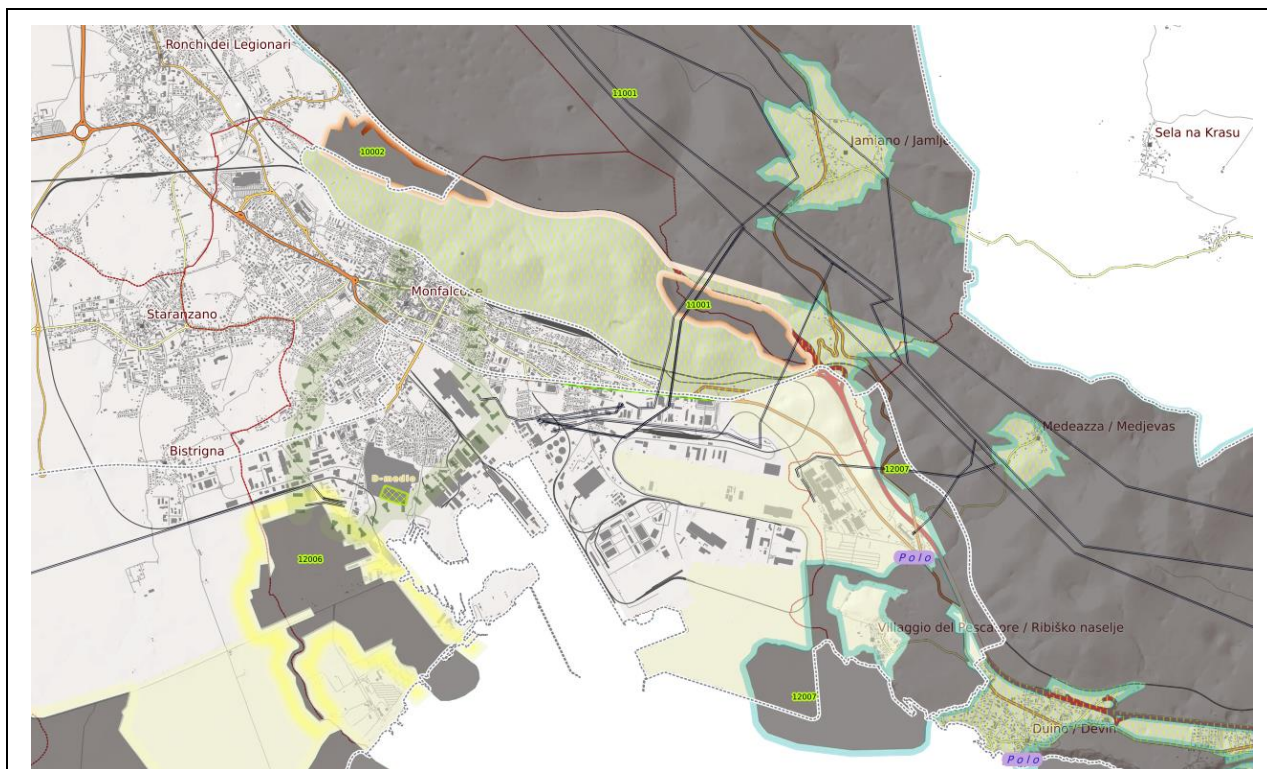 Ronchi dei Legionari
11001
Sela na Krasu
Jamiano / Jamlje
10002
Monfalcone
11001
Staranzano
Medeazza / Medjevas
Bistrigna
12007
D-medio
12006
Polo
Villaggio del Pescatore / Ribiško naselje
12007
Duino / Devin
Polo